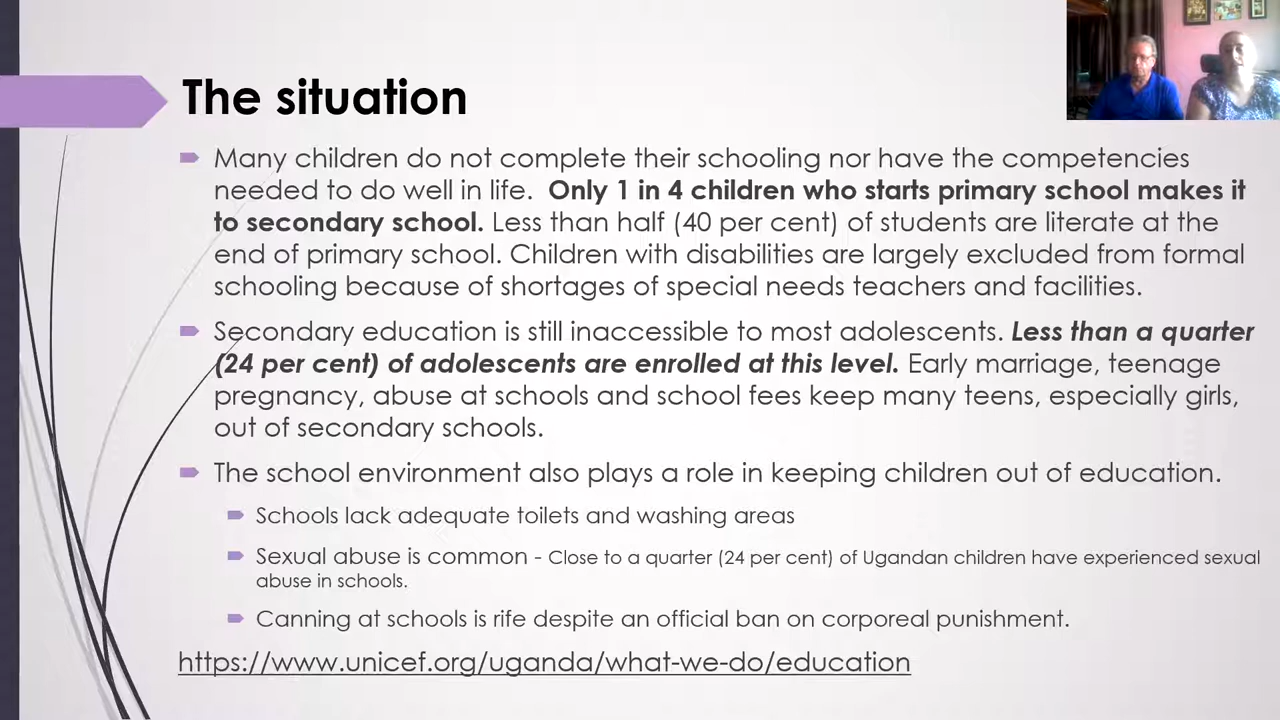 The situation
Many children do not complete their schooling nor have the competencies
needed to do well in life. Only 1 in 4 children who starts primary school makes it
to secondary school. Less than half (40 per cent) of students are literate at the
end of primary school. Children with disabilities are largely excluded from formal
schooling because of shortages of special needs teachers and facilities.
Secondary education is still inaccessible to most adolescents. Less than a quarter
(24 per cent) of adolescents are enrolled at this level. Early marriage, teenage
pregnancy, abuse at schools and school fees keep many teens, especially girls,
out of secondary schools.
The school environment also plays a role in keeping children out of education.
Schools lack adequate toilets and washing areas
Sexual abuse is common - Close to a quarter (24 per cent) of Ugandan children have experienced sexual
abuse in schools.
Canning at schools is rife despite an official ban on corporeal punishment.
https://www.unicef.org/uganda/what-we-do/education